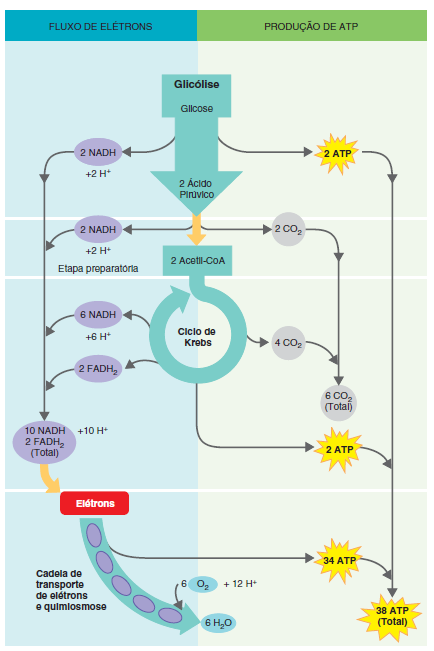 FLUXO DE ELÉTRONS
PRODUÇÃO DE ATP
Glicólise
Glicose
2 NADH
+2 H⁺
2 ATP
2 Ácido
Pirúvico
2 NADH
+2 H⁺
2 CO₂
Etapa preparatória
2 Acetil-CoA
6 NADH
+6 H⁺
Ciclo de
Krebs
4 CO₂
2 FADH₂
6 CO₂
(Total)
10 NADH
2 FADH₂
(Total)
+10 H⁺
2 ATP
Elétrons
34 ATP
Cadeia de
transporte
de elétrons
e quimiosmose
6 O₂ + 12 H⁺
6 H₂O
38 ATP
(Total)